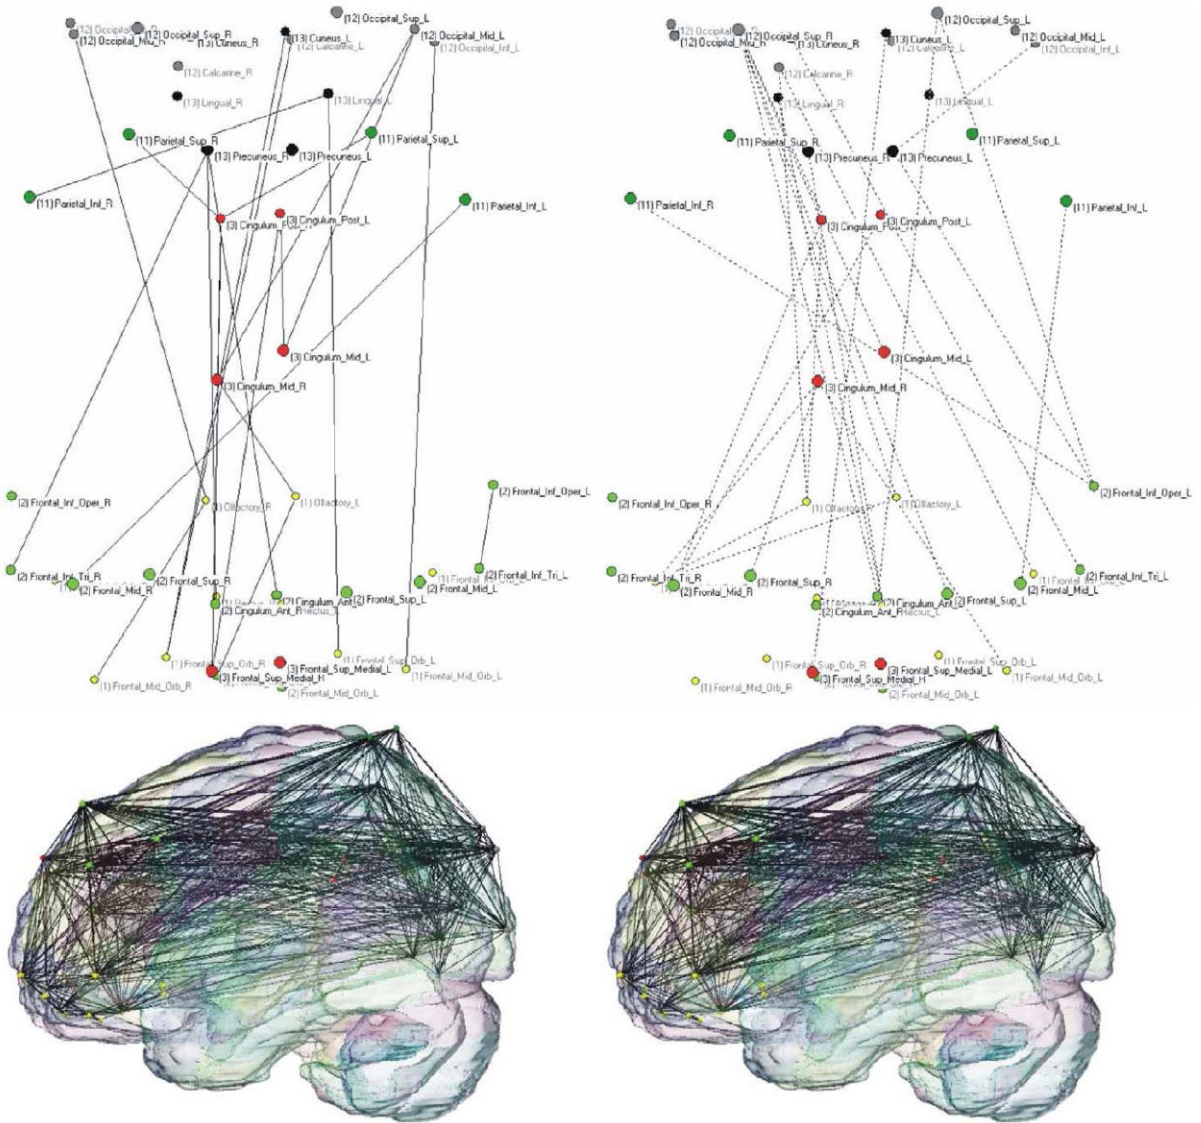 (12) Occipital_Sup_L
(12) Occipital_Sup_R
(12) Occipital_Mid_L
(12) Occipital_Mid_R
(13) Cuneus_L
(13) Cuneus_R
(12) Calcarine_L
(12) Occipital_Inf_L
(12) Calcarine_R
(13) Lingual_R
(13) Lingual_L
(11) Parietal_Sup_R
(11) Parietal_Sup_L
(13) Precuneus_R
(13) Precuneus_L
(11) Parietal_Inf_R
(11) Parietal_Inf_L
(3) Cingulum_Post_L
(3) Cingulum_Mid_L
(3) Cingulum_Mid_R
(2) Frontal_Inf_Oper_R
(1) Olfactory_R
(1) Olfactory_L
(2) Frontal_Inf_Oper_L
(2) Frontal_Inf_Tri_R
(2) Frontal_Mid_R
(2) Frontal_Sup_R
(2) Frontal_Inf_Tri_L
(2) Frontal_Mid_L
(2) Frontal_Sup_L
(2) Cingulum_Ant_R
(1) Frontal_Sup_Orb_R
(1) Frontal_Sup_Orb_L
(3) Frontal_Sup_Medial_L
(3) Frontal_Sup_Medial_R
(1) Frontal_Mid_Orb_R
(1) Frontal_Mid_Orb_L
(2) Frontal_Med_Orb_L
(12) Occipital_Sup_L
(12) Occipital_Sup_R
(12) Occipital_Mid_L
(12) Occipital_Mid_R
(13) Cuneus_L
(13) Cuneus_R
(12) Calcarine_L
(12) Occipital_Inf_L
(12) Calcarine_R
(13) Lingual_R
(13) Lingual_L
(11) Parietal_Sup_R
(11) Parietal_Sup_L
(13) Precuneus_R
(13) Precuneus_L
(11) Parietal_Inf_R
(11) Parietal_Inf_L
(3) Cingulum_Post_L
(3) Cingulum_Mid_L
(3) Cingulum_Mid_R
(2) Frontal_Inf_Oper_R
(1) Olfactory_R
(1) Olfactory_L
(2) Frontal_Inf_Oper_L
(2) Frontal_Inf_Tri_R
(2) Frontal_Mid_R
(2) Frontal_Sup_R
(2) Frontal_Inf_Tri_L
(2) Frontal_Mid_L
(2) Frontal_Sup_L
(2) Cingulum_Ant_R
(1) Frontal_Sup_Orb_R
(1) Frontal_Sup_Orb_L
(3) Frontal_Sup_Medial_L
(3) Frontal_Sup_Medial_R
(1) Frontal_Mid_Orb_R
(1) Frontal_Mid_Orb_L